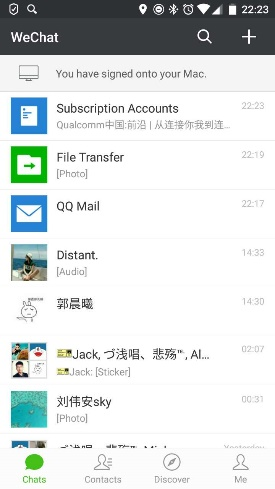 22:23
WeChat
You have signed onto your Mac.
Subscription Accounts 22:23
Qualcomm中国:前沿 | 从连接你我到连...
File Transfer 22:19
[Photo]
QQ Mail 22:17
Distant. 14:33
[Audio]
郭晨曦 14:30
Jack, づ浅唱、悲殇™, Al... 02:07
Jack: [Sticker]
刘伟安sky
[Photo]
Yesterday
Chats Contacts Discover Me